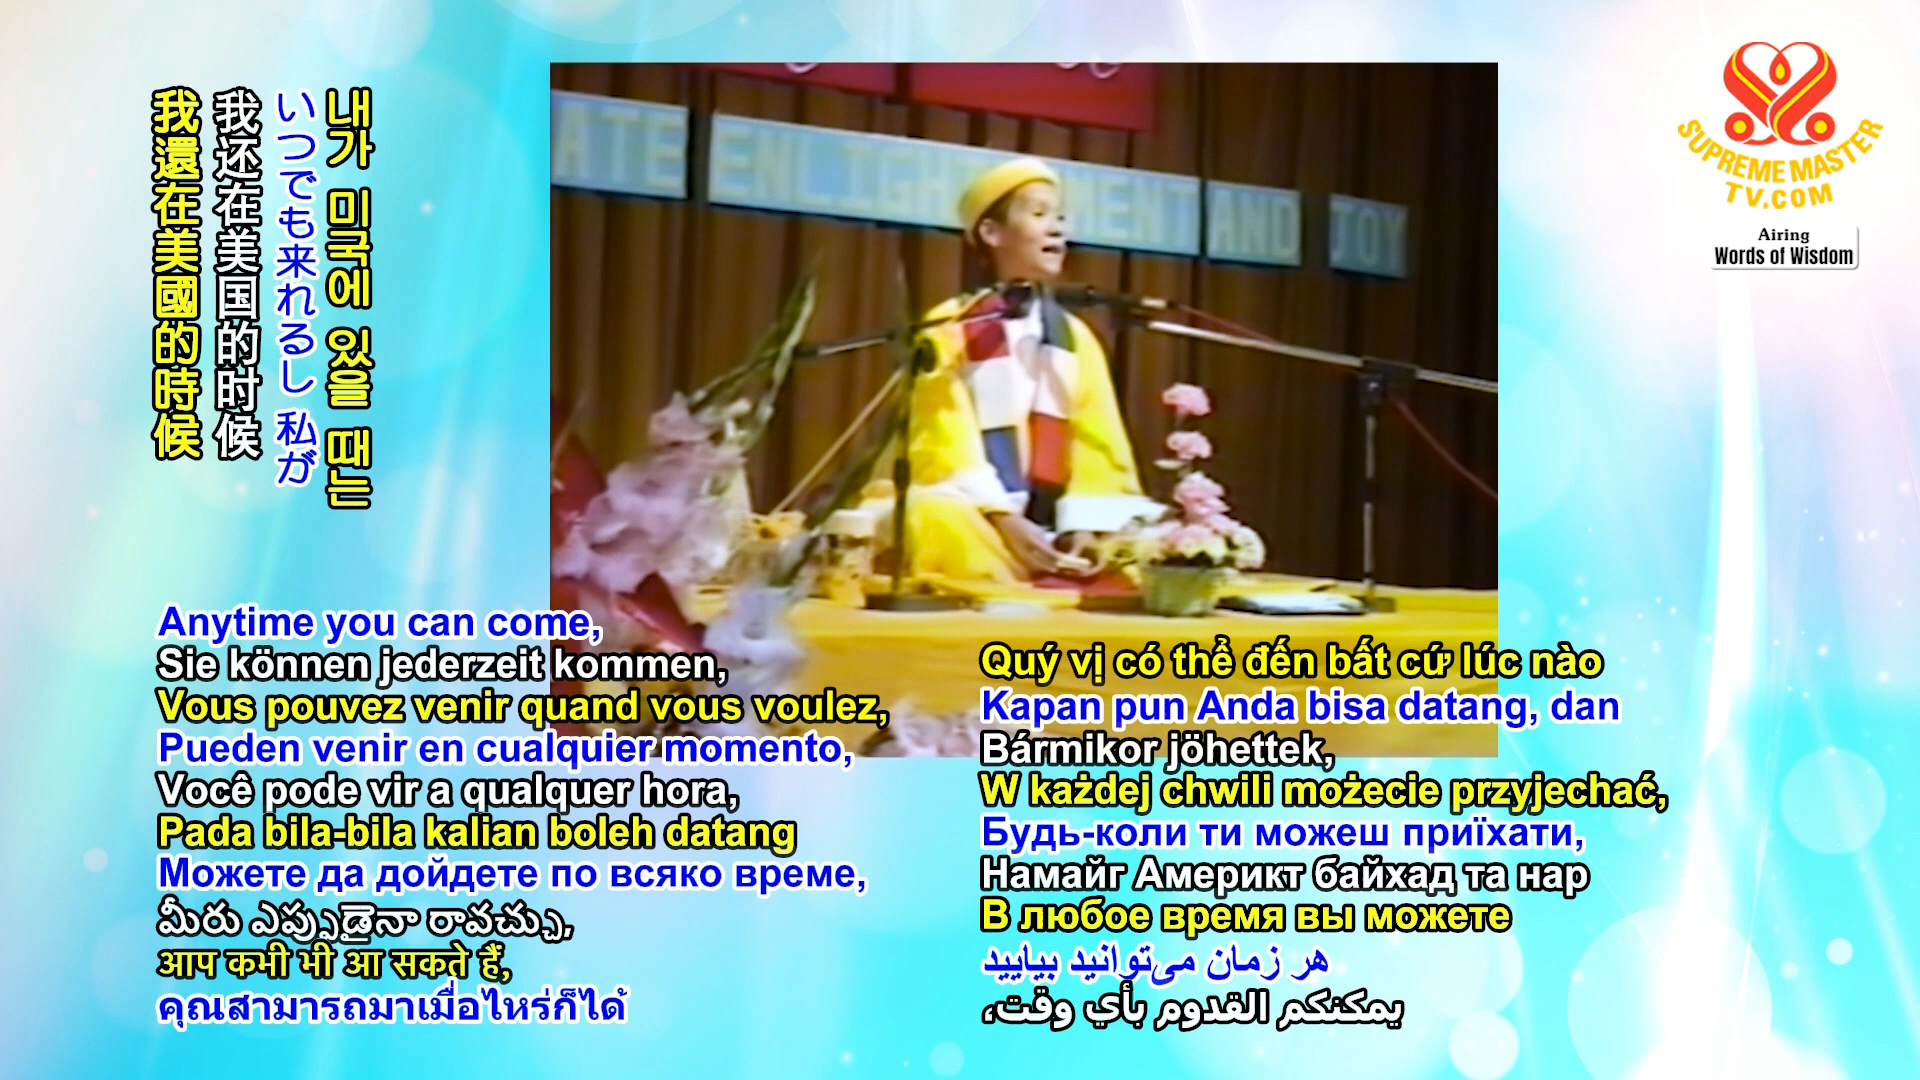 我還在美國的時候
我还在美国的时候
いつでも来れるし 私が
내가 미국에 있을 때는
ATE ENLIGHTENMENT AND JOY
SUPREME MASTER
TV.COM
Airing
Words of Wisdom
Anytime you can come,
Sie können jederzeit kommen,
Vous pouvez venir quand vous voulez,
Pueden venir en cualquier momento,
Você pode vir a qualquer hora,
Pada bila-bila kalian boleh datang
Можете да дойдете по всяко време,
మీరు ఎప్పుడైనా రావచ్చు,
आप कभी भी आ सकते हैं,
คุณสามารถมาเมื่อไหร่ก็ได้
Quý vị có thể đến bất cứ lúc nào
Kapan pun Anda bisa datang, dan
Bármikor jöhettek,
W każdej chwili możecie przyjechać,
Будь-коли ти можеш приїхати,
Намайг Америкт байхад та нар
В любое время вы можете
هر زمان می‌توانید بیایید
يمكنكم القدوم بأي وقت،